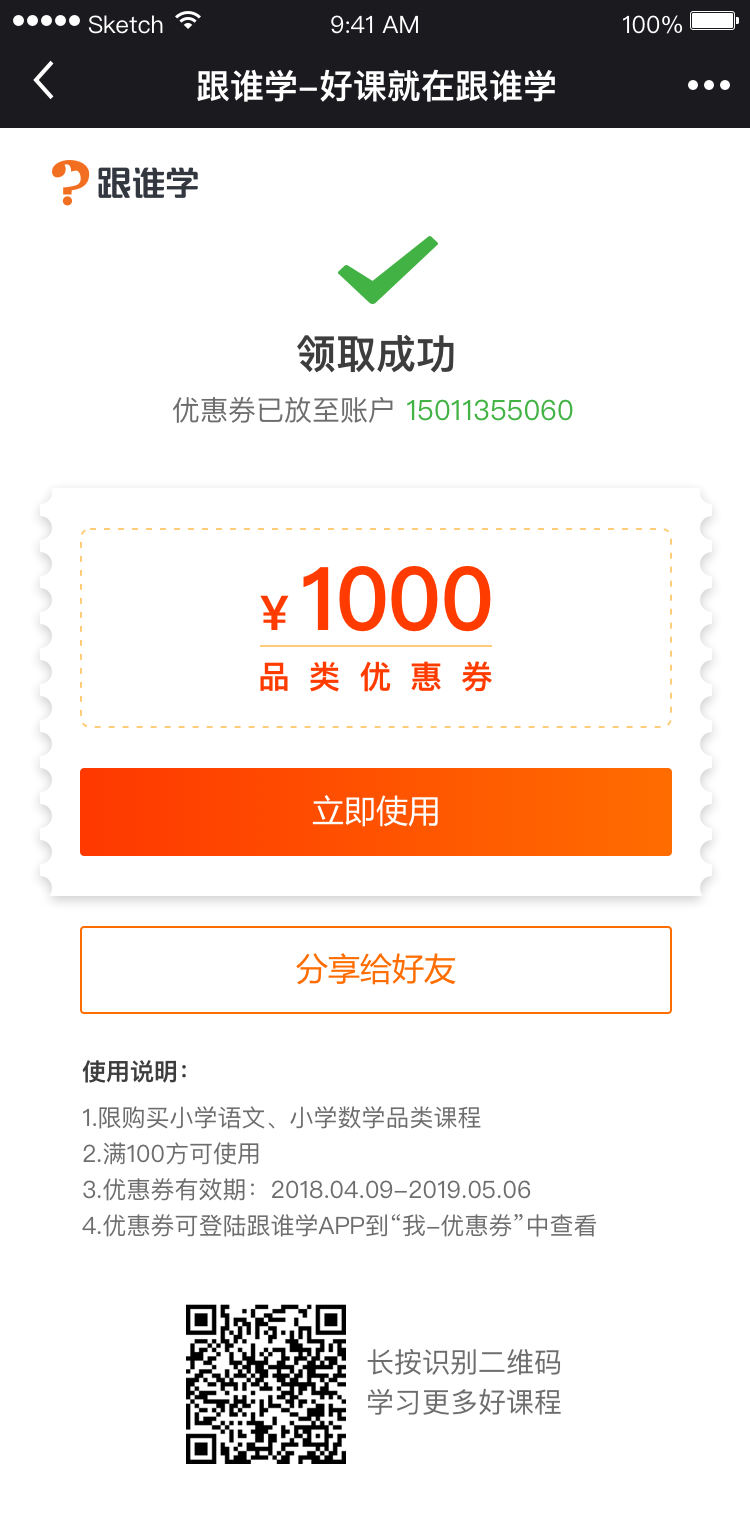 Sketch 9:41 AM 100%
跟谁学–好课就在跟谁学
跟谁学
领取成功
优惠券已放至账户 15011355060
¥1000
品类优惠券
立即使用
分享给好友
使用说明：
1.限购买小学语文、小学数学品类课程
2.满100方可使用
3.优惠券有效期：2018.04.09–2019.05.06
4.优惠券可登陆跟谁学APP到“我–优惠券”中查看
长按识别二维码
学习更多好课程